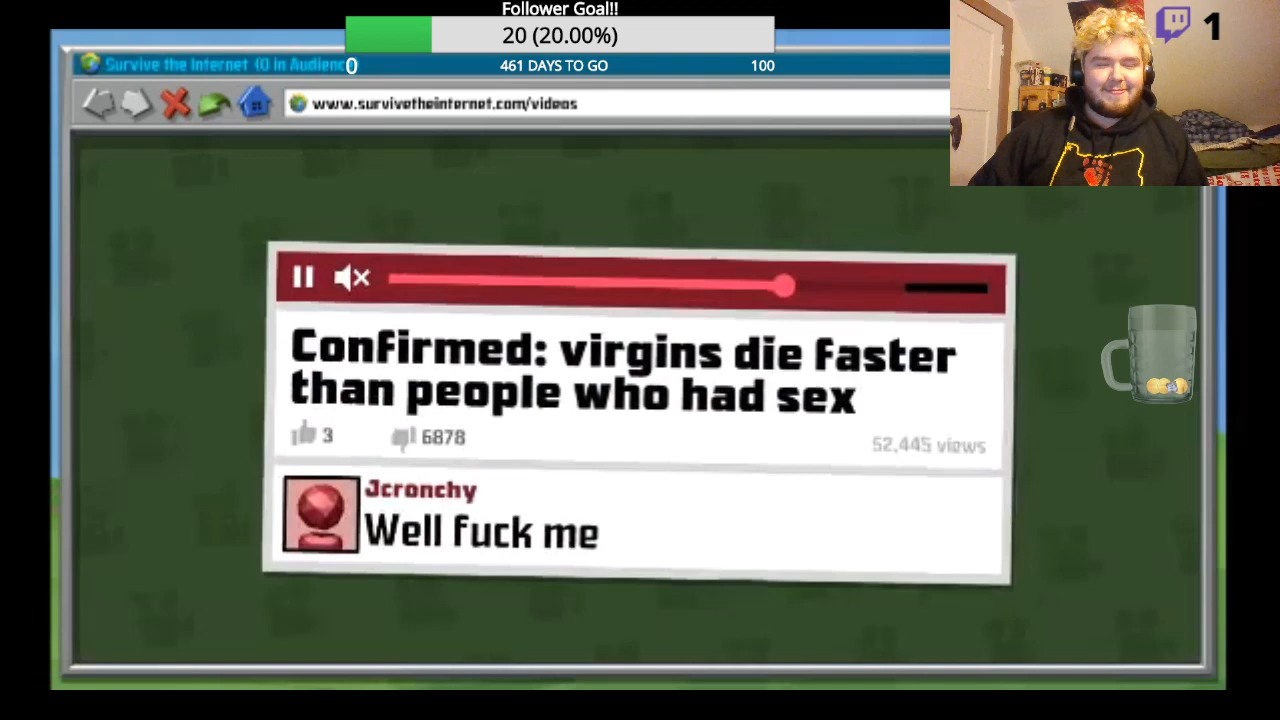 Follower Goal!!
20 (20.00%)
0
461 DAYS TO GO
100
1
Survive the Internet (0 in Audienc
www.survivetheinternet.com/videos
Confirmed: virgins die faster
than people who had sex
3
6878
52,445 views
Jcronchy
Well fuck me